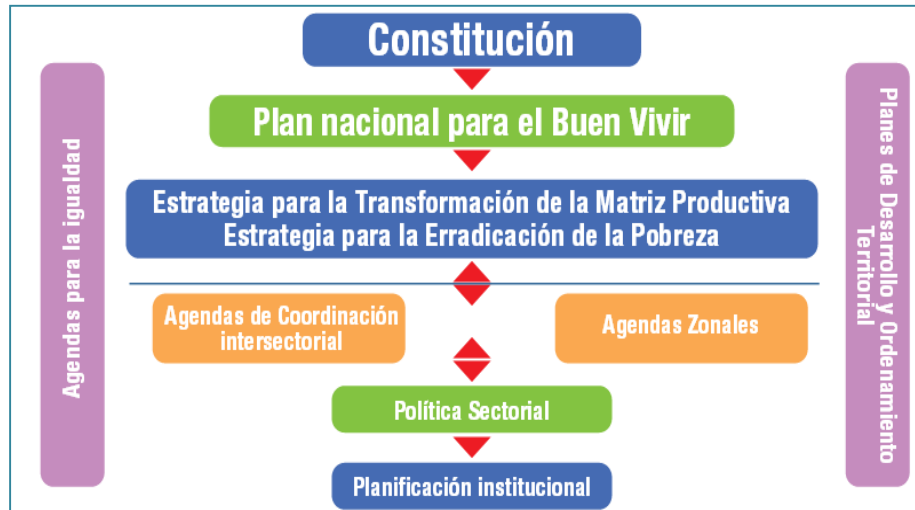 Constitución
Plan nacional para el Buen Vivir
Estrategia para la Transformación de la Matriz Productiva
Estrategia para la Erradicación de la Pobreza
Agendas de Coordinación
intersectorial
Agendas Zonales
Política Sectorial
Planificación institucional
Agendas para la igualdad
Planes de Desarrollo y Ordenamiento
Territorial